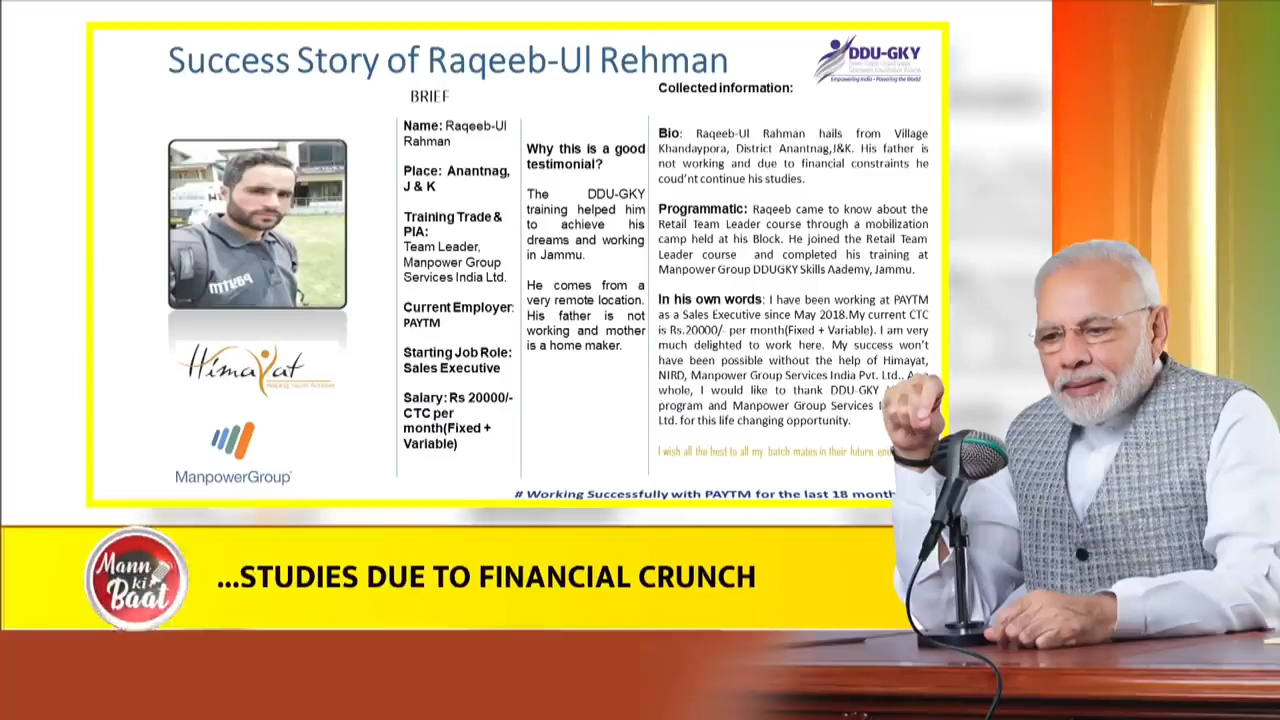 Success Story of Raqeeb-Ul Rehman
DDU-GKY
Empowering India - Powering the World
BRIEF
Name: Raqeeb-Ul
Rahman
Place: Anantnag,
J & K
Training Trade &
PIA:
Team Leader,
Manpower Group
Services India Ltd.
Current Employer:
PAYTM
Starting Job Role:
Sales Executive
Salary: Rs 20000/-
CTC per
month(Fixed +
Variable)
Why this is a good
testimonial?
The DDU-GKY
training helped him
to achieve his
dreams and working
in Jammu.
He comes from a
very remote location.
His father is not
working and mother
is a home maker.
Collected information:
Bio: Raqeeb-Ul Rahman hails from Village
Khandaypora, District Anantnag,J&K. His father is
not working and due to financial constraints he
coud'nt continue his studies.
Programmatic: Raqeeb came to know about the
Retail Team Leader course through a mobilization
camp held at his Block. He joined the Retail Team
Leader course and completed his training at
Manpower Group DDUGKY Skills Aademy, Jammu.
In his own words: I have been working at PAYTM
as a Sales Executive since May 2018.My current CTC
is Rs.20000/- per month(Fixed + Variable). I am very
much delighted to work here. My success won't
have been possible without the help of Himayat,
NIRD, Manpower Group Services India Pvt. Ltd..
whole, I would like to thank DDU-GKY
program and Manpower Group Services
Ltd. for this life changing opportunity.
I wish all the best to all my batch mates in their future
# Working Successfully with PAYTM for the last 18 month
Himayat
ManpowerGroup
Mann
ki
Baat
...STUDIES DUE TO FINANCIAL CRUNCH